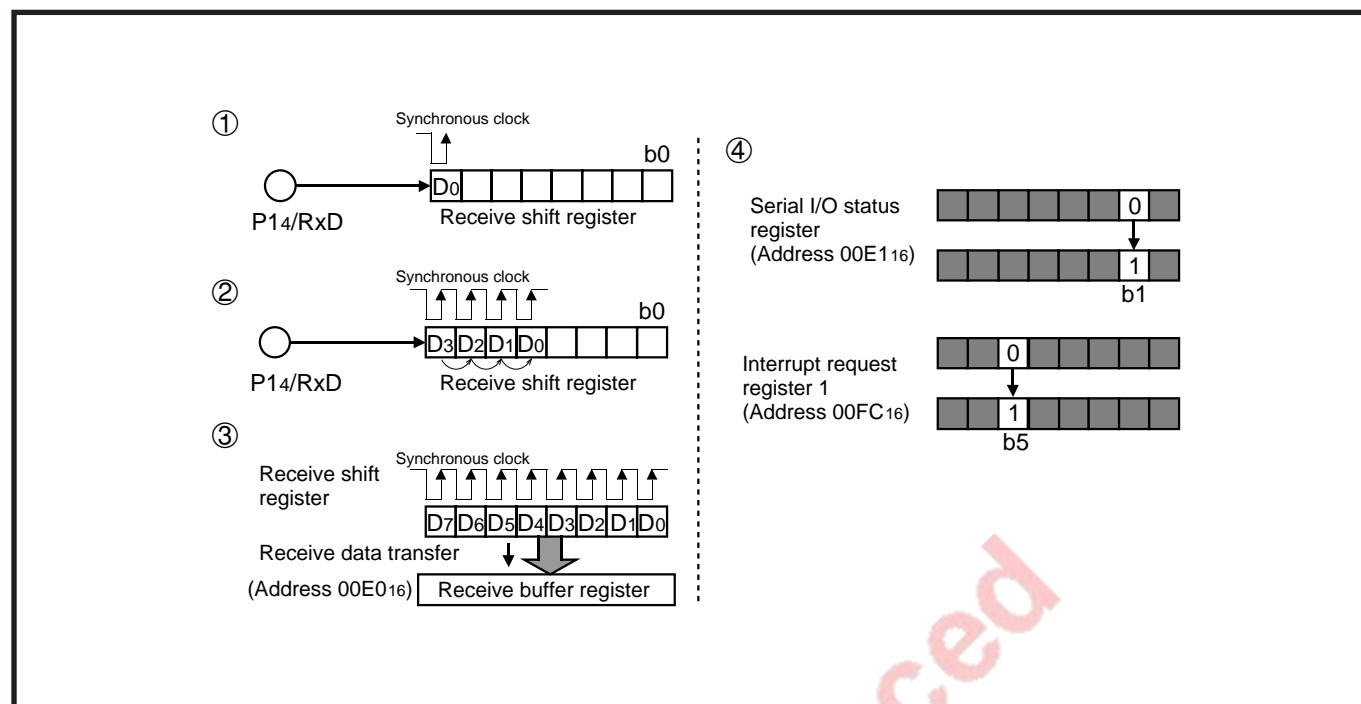 ①
Synchronous clock
b0
D0
P14/RxD
Receive shift register
②
Synchronous clock
b0
D3 D2 D1 D0
P14/RxD
Receive shift register
③
Synchronous clock
Receive shift
register
D7 D6 D5 D4 D3 D2 D1 D0
Receive data transfer
(Address 00E016)
Receive buffer register
④
Serial I/O status
register
(Address 00E116)
0
1
b1
Interrupt request
register 1
(Address 00FC16)
0
1
b5
ced